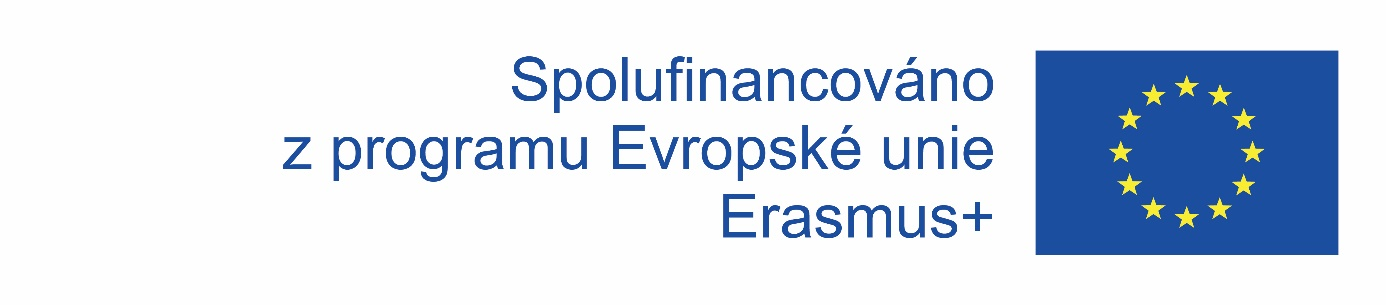 Spolufinancováno
z programu Evropské unie
Erasmus+